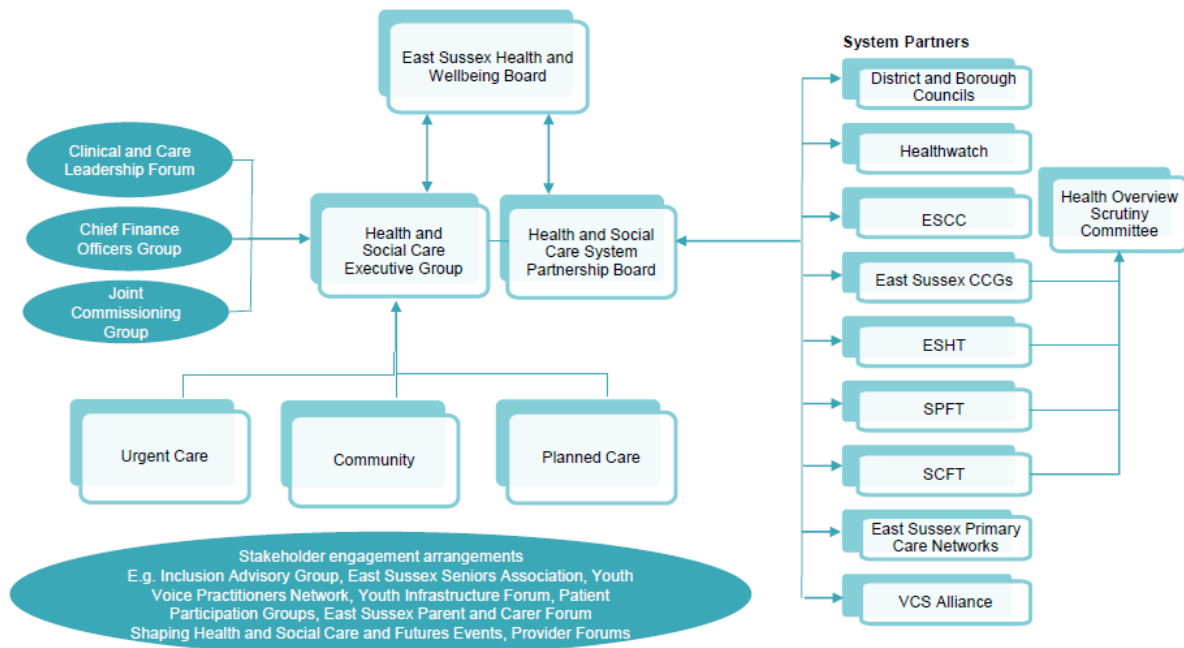 East Sussex Health and
Wellbeing Board
Clinical and Care
Leadership Forum
Chief Finance
Officers Group
Joint
Commissioning
Group
Health and
Social Care
Executive Group
Health and Social
Care System
Partnership Board
Urgent Care
Community
Planned Care
Stakeholder engagement arrangements
E.g. Inclusion Advisory Group, East Sussex Seniors Association, Youth
Voice Practitioners Network, Youth Infrastructure Forum, Patient
Participation Groups, East Sussex Parent and Carer Forum
Shaping Health and Social Care and Futures Events, Provider Forums
System Partners
District and Borough
Councils
Healthwatch
ESCC
East Sussex CCGs
ESHT
SPFT
SCFT
East Sussex Primary
Care Networks
VCS Alliance
Health Overview
Scrutiny
Committee